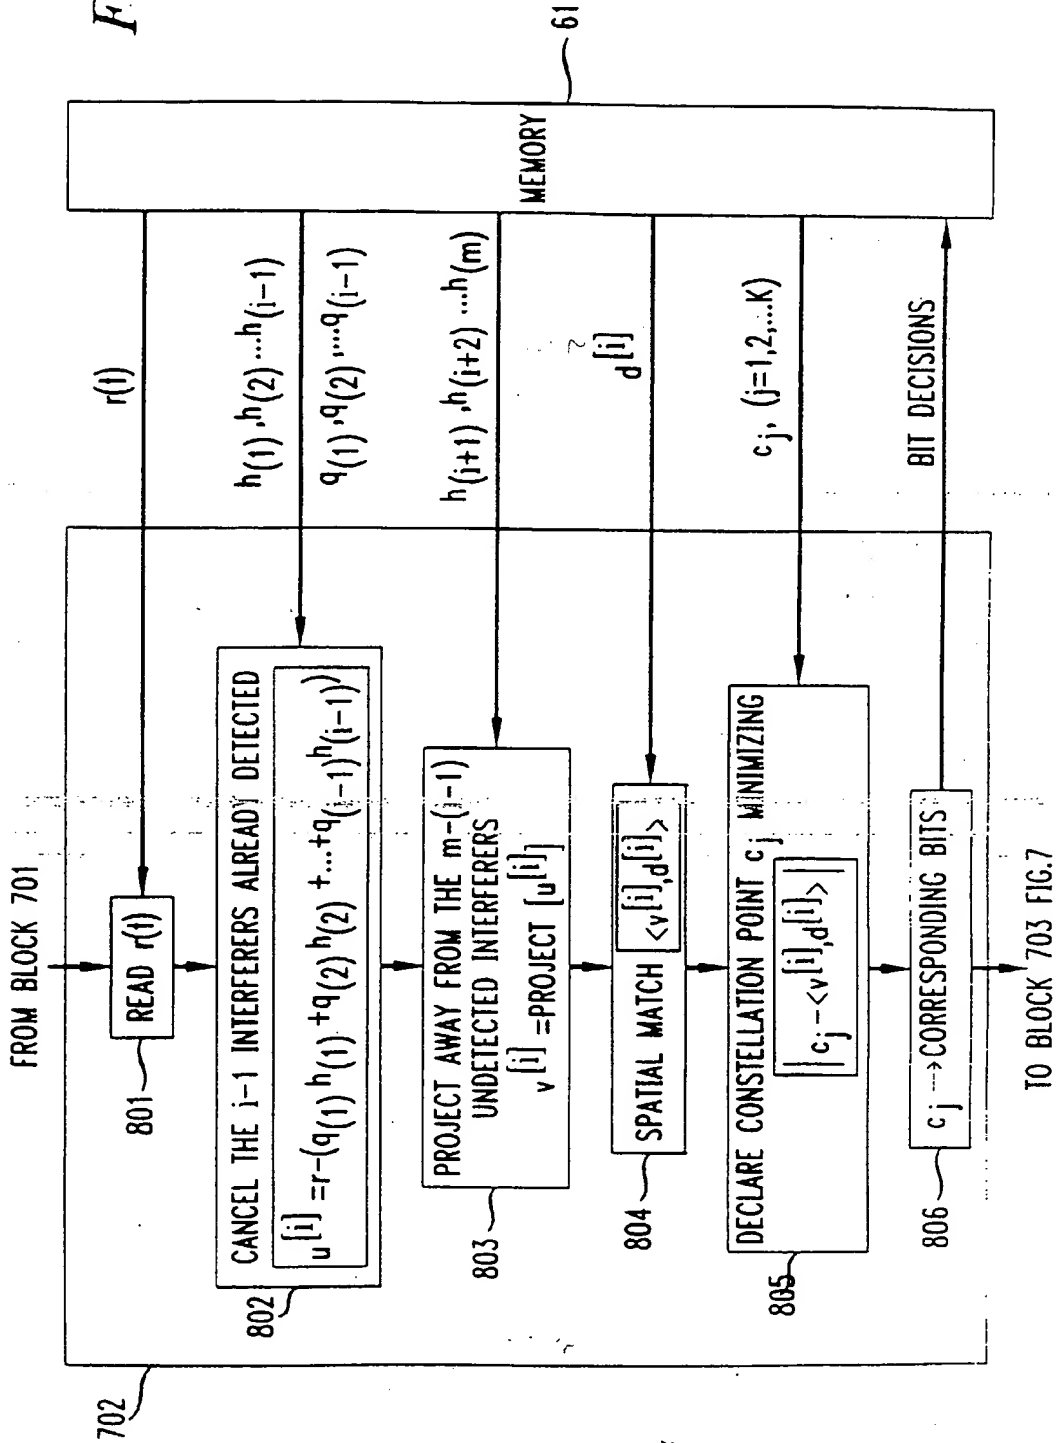 F
FROM BLOCK 701
702
801
READ r(t)
r(t)
802
CANCEL THE i-1 INTERFERERS ALREADY DETECTED
u[i] =r-(q(1) h(1) +q(2) h(2) +...+q(i-1)h(i-1))
h(1) ,h(2) ...h(i-1)
q(1) ,q(2) ,...q(i-1)
803
PROJECT AWAY FROM THE m-(i-1)
UNDETECTED INTERFERERS
v[i] =PROJECT [u[i]]
h(i+1) ,h(i+2) ...h(m)
804
SPATIAL MATCH <v[i],d[i]>
d[i]
805
DECLARE CONSTELLATION POINT cj MINIMIZING
| cj-<v[i],d[i]> |
cj, (j=1,2,...K)
806
cj --→CORRESPONDING BITS
BIT DECISIONS
MEMORY
61
TO BLOCK 703 FIG.7